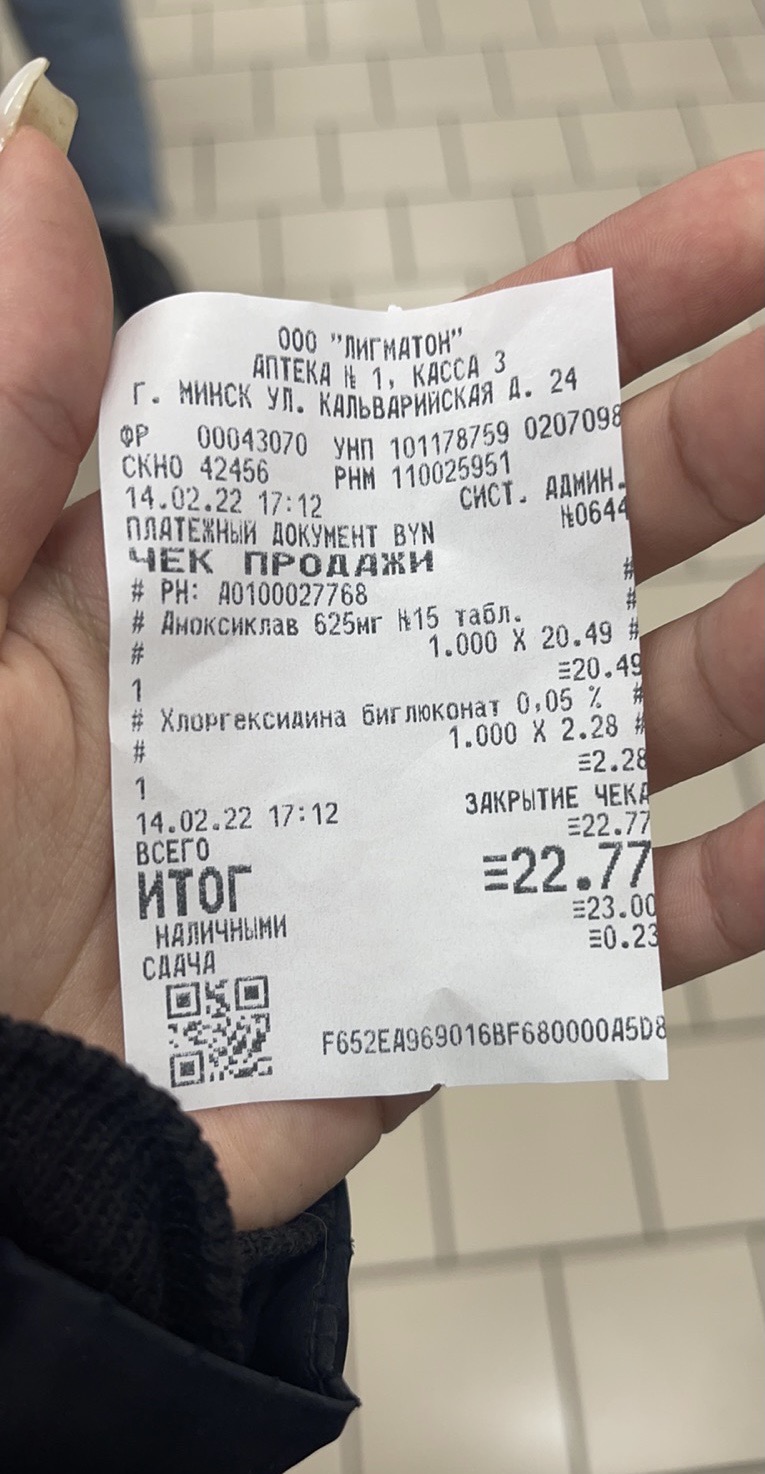 ООО "ЛИГМАТОН"
АПТЕКА № 1, КАССА 3
Г. МИНСК УЛ. КАЛЬВАРИЙСКАЯ Д. 24
ФР 00043070 УНП 101178759 0207098
СКНО 42456 РНМ 110025951
14.02.22 17:12 СИСТ. АДМИН.
ПЛАТЕЖНЫЙ ДОКУМЕНТ BYN №0644
ЧЕК ПРОДАЖИ
# РН: A0100027768 #
# Амоксиклав 625мг №15 табл. #
# 1.000 X 20.49 #
1 ≡20.49
# Хлоргексидина биглюконат 0,05 % #
# 1.000 X 2.28 #
1 ≡2.28
14.02.22 17:12 ЗАКРЫТИЕ ЧЕКА
ВСЕГО ≡22.77
ИТОГ ≡22.77
НАЛИЧНЫМИ ≡23.00
СДАЧА ≡0.23
F652EA969016BF680000A5D8